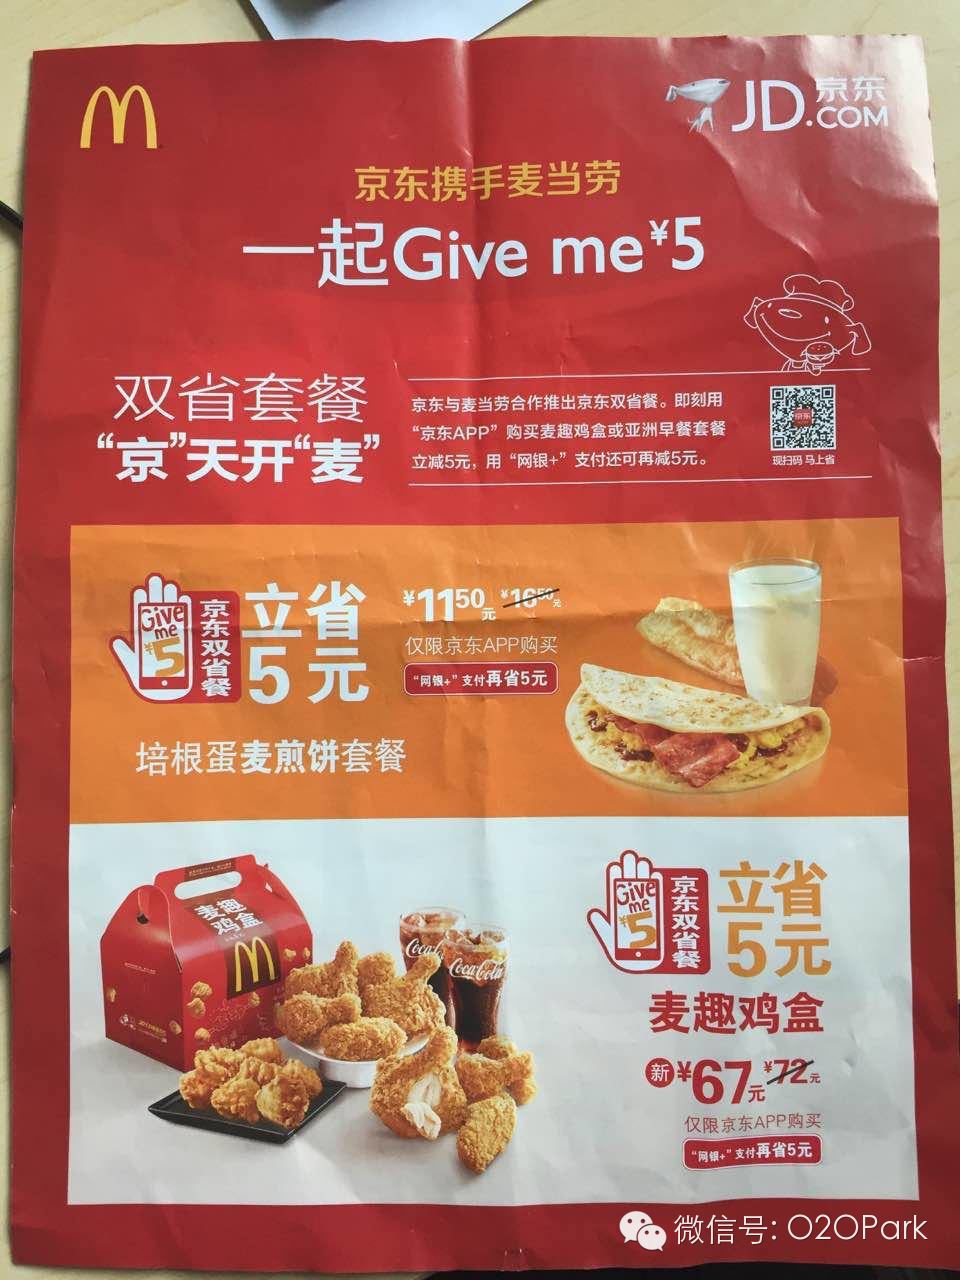 JD.COM 京东
京东携手麦当劳
一起Give me¥5
双省套餐
“京”天开“麦”
京东与麦当劳合作推出京东双省餐。即刻用
“京东APP”购买麦趣鸡盒或亚洲早餐套餐
立减5元，用“网银+”支付还可再减5元。
京东
现扫码 马上省
Give
me
¥5
京东双省餐
立省
5元
¥11.50元 ¥16.50元
仅限京东APP购买
“网银+”支付再省5元
培根蛋麦煎饼套餐
麦趣
鸡盒
Coca-Cola
Coca-Cola
Give
me
¥5
京东双省餐
立省
5元
麦趣鸡盒
新 ¥67元 ¥72元
仅限京东APP购买
“网银+”支付再省5元
微信号: O2OPark